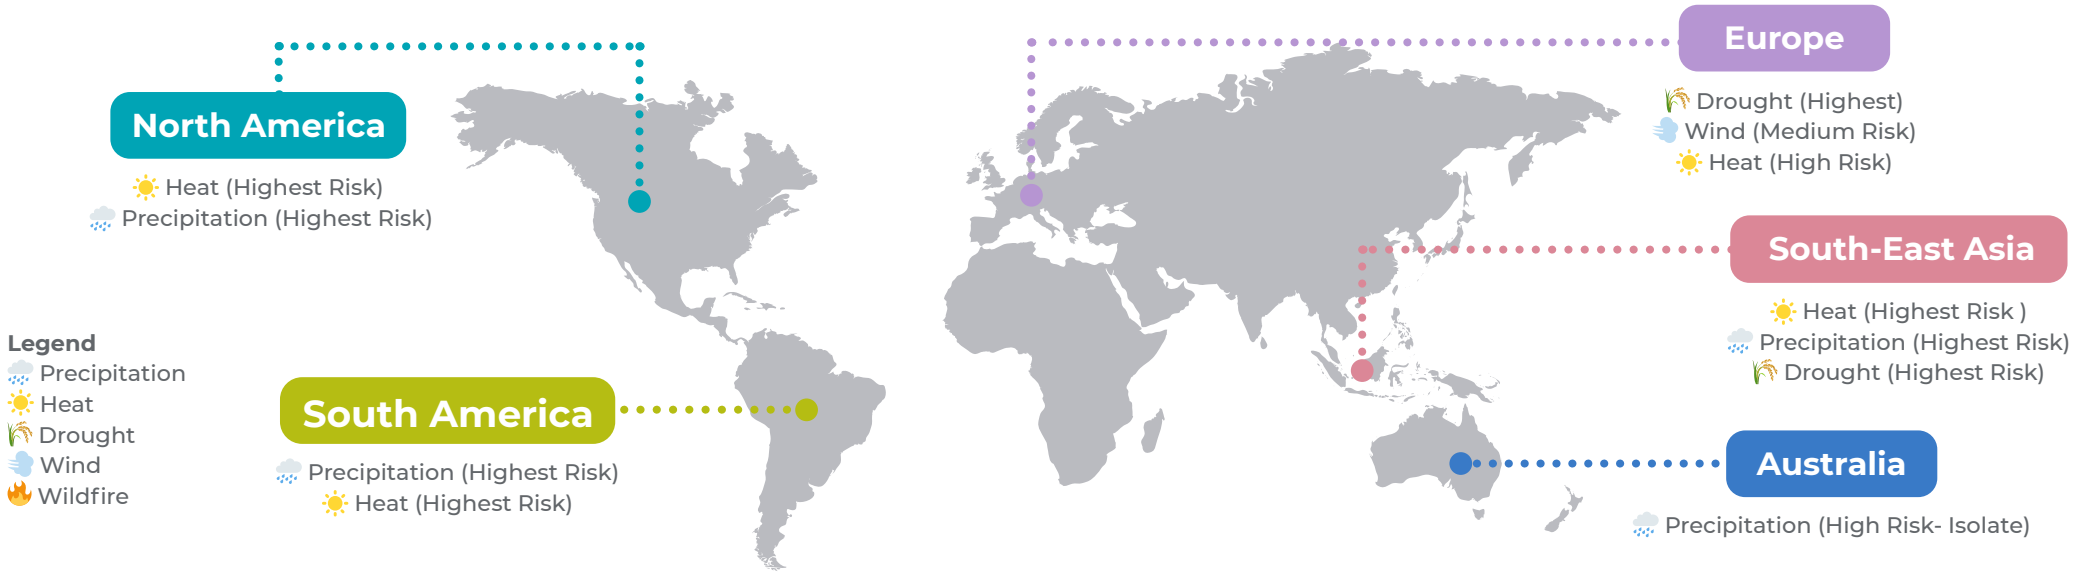 North America
Heat (Highest Risk)
Precipitation (Highest Risk)
Legend
Precipitation
Heat
Drought
Wind
Wildfire
South America
Precipitation (Highest Risk)
Heat (Highest Risk)
Europe
Drought (Highest)
Wind (Medium Risk)
Heat (High Risk)
South-East Asia
Heat (Highest Risk )
Precipitation (Highest Risk)
Drought (Highest Risk)
Australia
Precipitation (High Risk- Isolate)